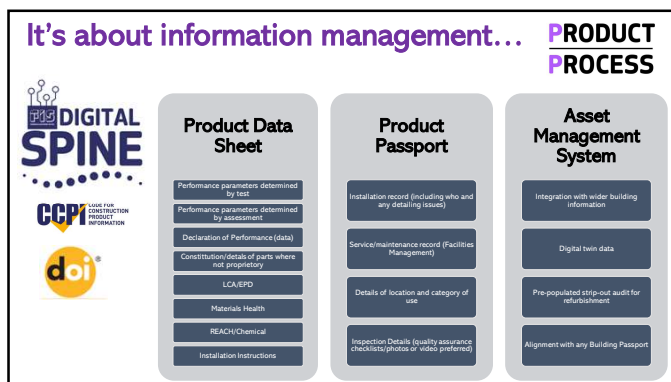 It's about information management...
PRODUCT
PROCESS
DIGITAL
SPINE
CCPI
CODE FOR
CONSTRUCTION
PRODUCT
INFORMATION
doi®
Product Data
Sheet
Performance parameters determined
by test
Performance parameters determined
by assessment
Declaration of Performance (data)
Constitution/details of parts where
not proprietory
LCA/EPD
Materials Health
REACH/Chemical
Installation Instructions
Product
Passport
Installation record (including who and
any detailing issues)
Service/maintenance record (Facilities
Management)
Details of location and category of
use
Inspection Details (quality assurance
checklists/photos or video preferred)
Asset
Management
System
Integration with wider building
information
Digital twin data
Pre-populated strip-out audit for
refurbishment
Alignment with any Building Passport